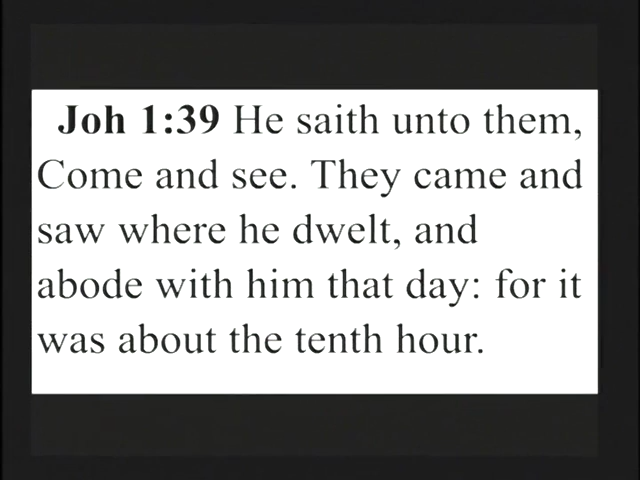 Joh 1:39 He saith unto them,
Come and see. They came and
saw where he dwelt, and
abode with him that day: for it
was about the tenth hour.